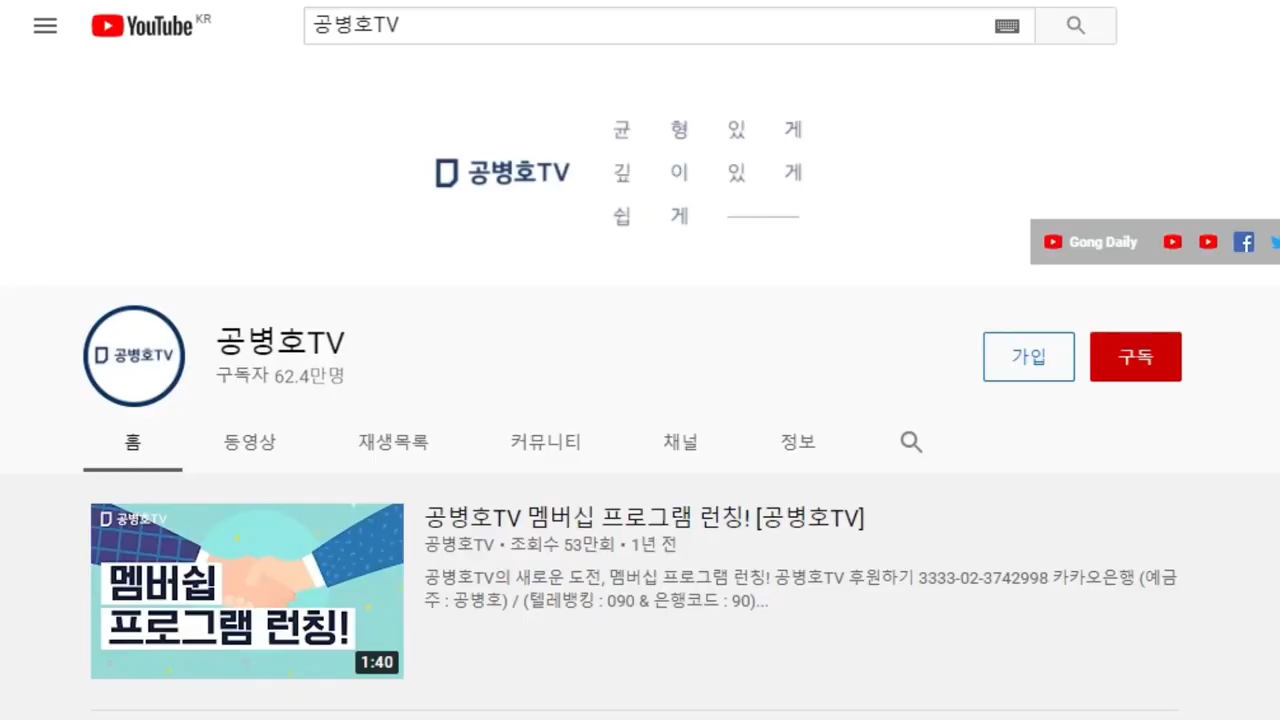 YouTube KR
공병호TV
균 형 있 게
공병호TV
깊 이 있 게
쉽 게
Gong Daily
공병호TV
공병호TV
구독자 62.4만명
가입
구독
홈
동영상
재생목록
커뮤니티
채널
정보
공병호TV
멤버쉽
프로그램 런칭!
1:40
공병호TV 멤버십 프로그램 런칭! [공병호TV]
공병호TV • 조회수 53만회 • 1년 전
공병호TV의 새로운 도전, 멤버십 프로그램 런칭! 공병호TV 후원하기 3333-02-3742998 카카오은행 (예금
주 : 공병호) / (텔레뱅킹 : 090 & 은행코드 : 90)...